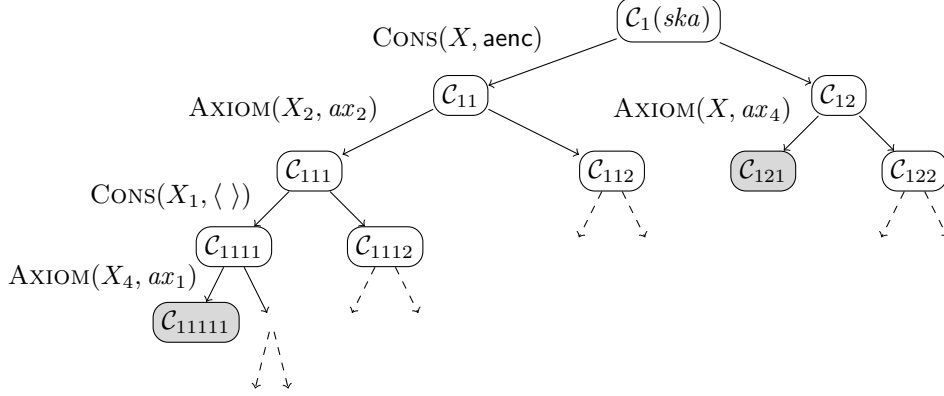 𝒞₁(ska)
CONS(X, aenc)
𝒞₁₁ 𝒞₁₂
AXIOM(X₂, ax₂) AXIOM(X, ax₄)
𝒞₁₁₁ 𝒞₁₁₂ 𝒞₁₂₁ 𝒞₁₂₂
CONS(X₁, ⟨ ⟩)
𝒞₁₁₁₁ 𝒞₁₁₁₂
AXIOM(X₄, ax₁)
𝒞₁₁₁₁₁